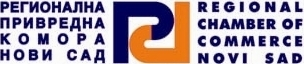 РЕГИОНАЛНА
ПРИВРЕДНА
КОМОРА
НОВИ САД
REGIONAL
CHAMBER OF
COMMERCE
NOVI SAD